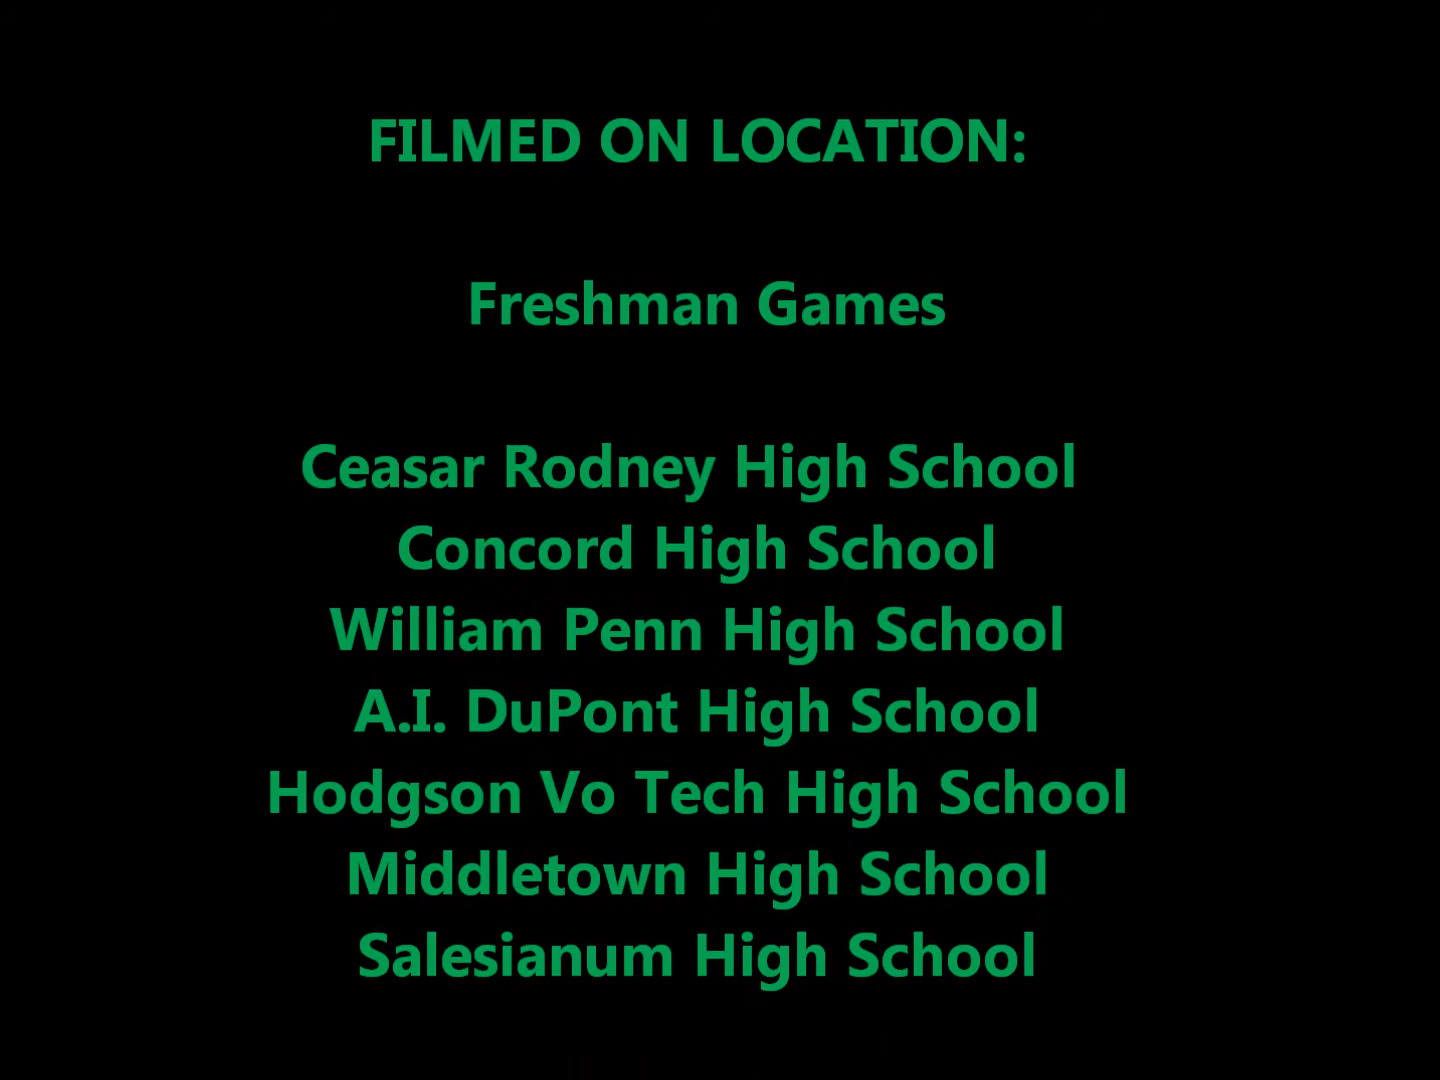 FILMED ON LOCATION:
Freshman Games
Ceasar Rodney High School
Concord High School
William Penn High School
A.I. DuPont High School
Hodgson Vo Tech High School
Middletown High School
Salesianum High School